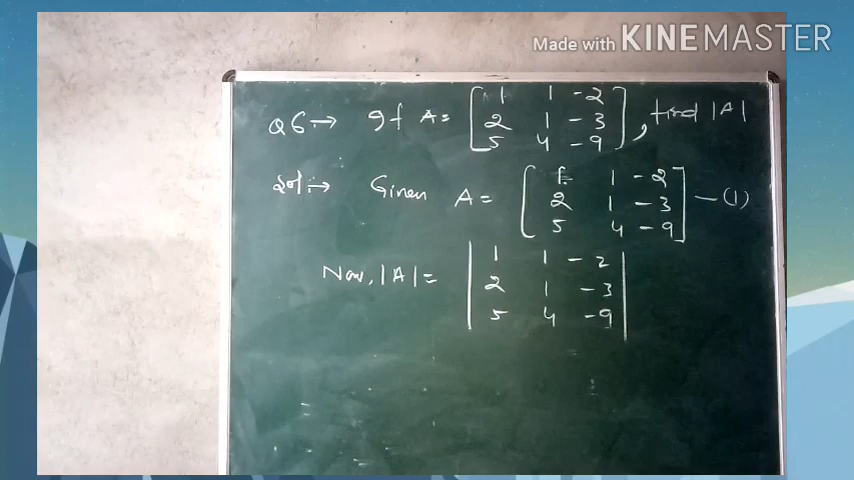 Made with KINEMASTER
Q6.→ If A = [ 1 1 -2 ; 2 1 -3 ; 5 4 -9 ], find |A|
Sol:→ Given A = [ 1 1 -2 ; 2 1 -3 ; 5 4 -9 ] — (1)
Now, |A| = | 1 1 -2 ; 2 1 -3 ; 5 4 -9 |